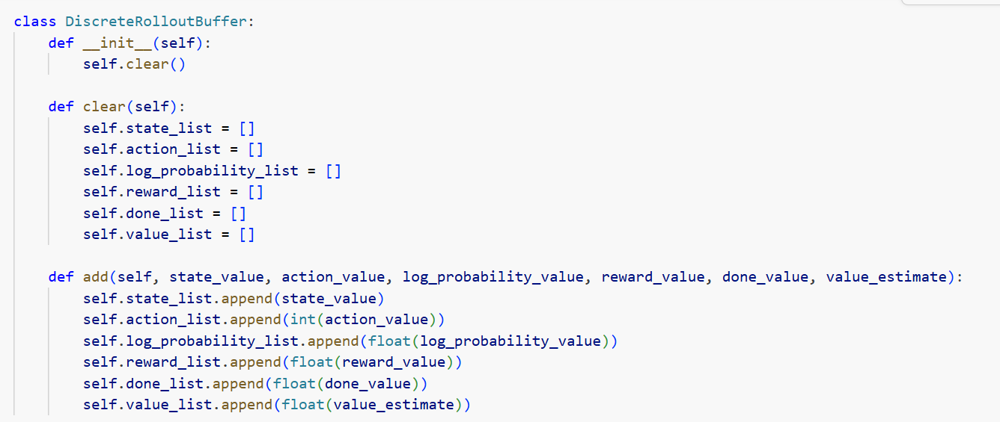 class DiscreteRolloutBuffer:
    def __init__(self):
        self.clear()

    def clear(self):
        self.state_list = []
        self.action_list = []
        self.log_probability_list = []
        self.reward_list = []
        self.done_list = []
        self.value_list = []

    def add(self, state_value, action_value, log_probability_value, reward_value, done_value, value_estimate):
        self.state_list.append(state_value)
        self.action_list.append(int(action_value))
        self.log_probability_list.append(float(log_probability_value))
        self.reward_list.append(float(reward_value))
        self.done_list.append(float(done_value))
        self.value_list.append(float(value_estimate))